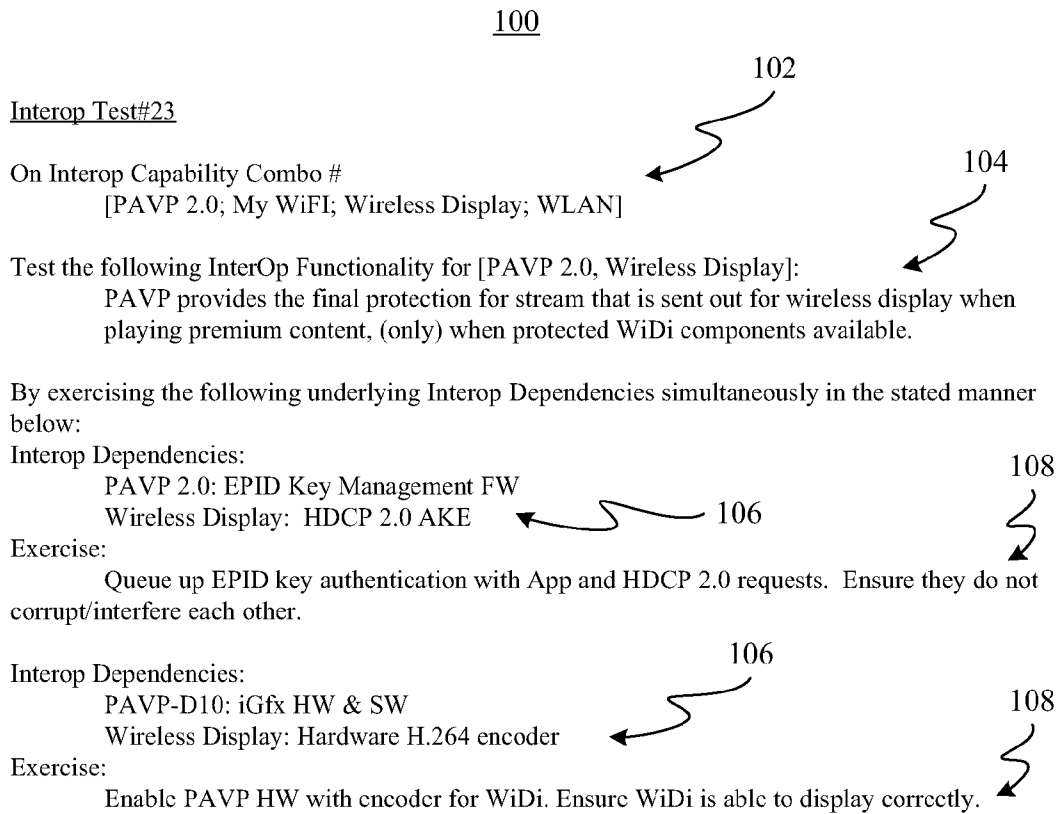 100
102
Interop Test#23
On Interop Capability Combo #
104
[PAVP 2.0; My WiFI; Wireless Display; WLAN]
Test the following InterOp Functionality for [PAVP 2.0, Wireless Display]:
PAVP provides the final protection for stream that is sent out for wireless display when
playing premium content, (only) when protected WiDi components available.
By exercising the following underlying Interop Dependencies simultaneously in the stated manner
below:
Interop Dependencies:
108
PAVP 2.0: EPID Key Management FW
Wireless Display:  HDCP 2.0 AKE
106
Exercise:
Queue up EPID key authentication with App and HDCP 2.0 requests.  Ensure they do not
corrupt/interfere each other.
106
Interop Dependencies:
108
PAVP-D10: iGfx HW & SW
Wireless Display: Hardware H.264 encoder
Exercise:
Enable PAVP HW with encoder for WiDi. Ensure WiDi is able to display correctly.